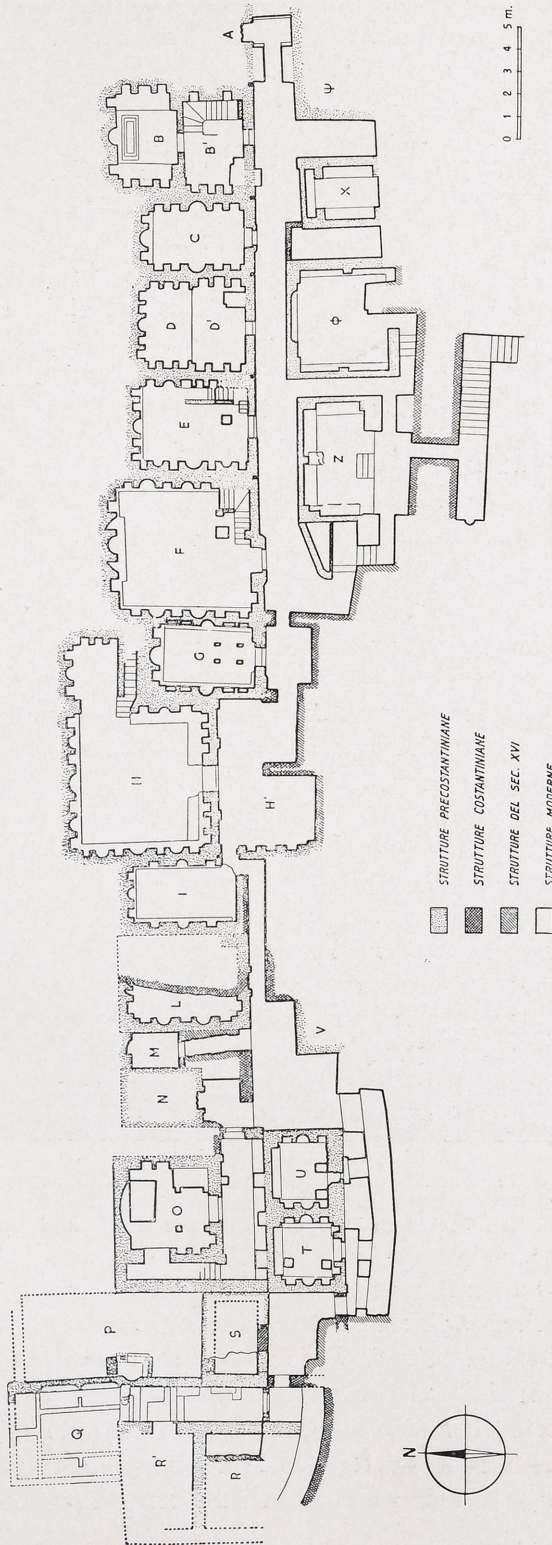 N
Q
P
R'
R
S
O
N
M
L
I
H
G
F
E
D
D'
C
B
B'
A
T
U
V
H'
Z
Φ
X
Ψ
STRUTTURE PRECOSTANTINIANE
STRUTTURE COSTANTINIANE
STRUTTURE DEL SEC. XVI
STRUTTURE MODERNE
0 1 2 3 4 5 m.